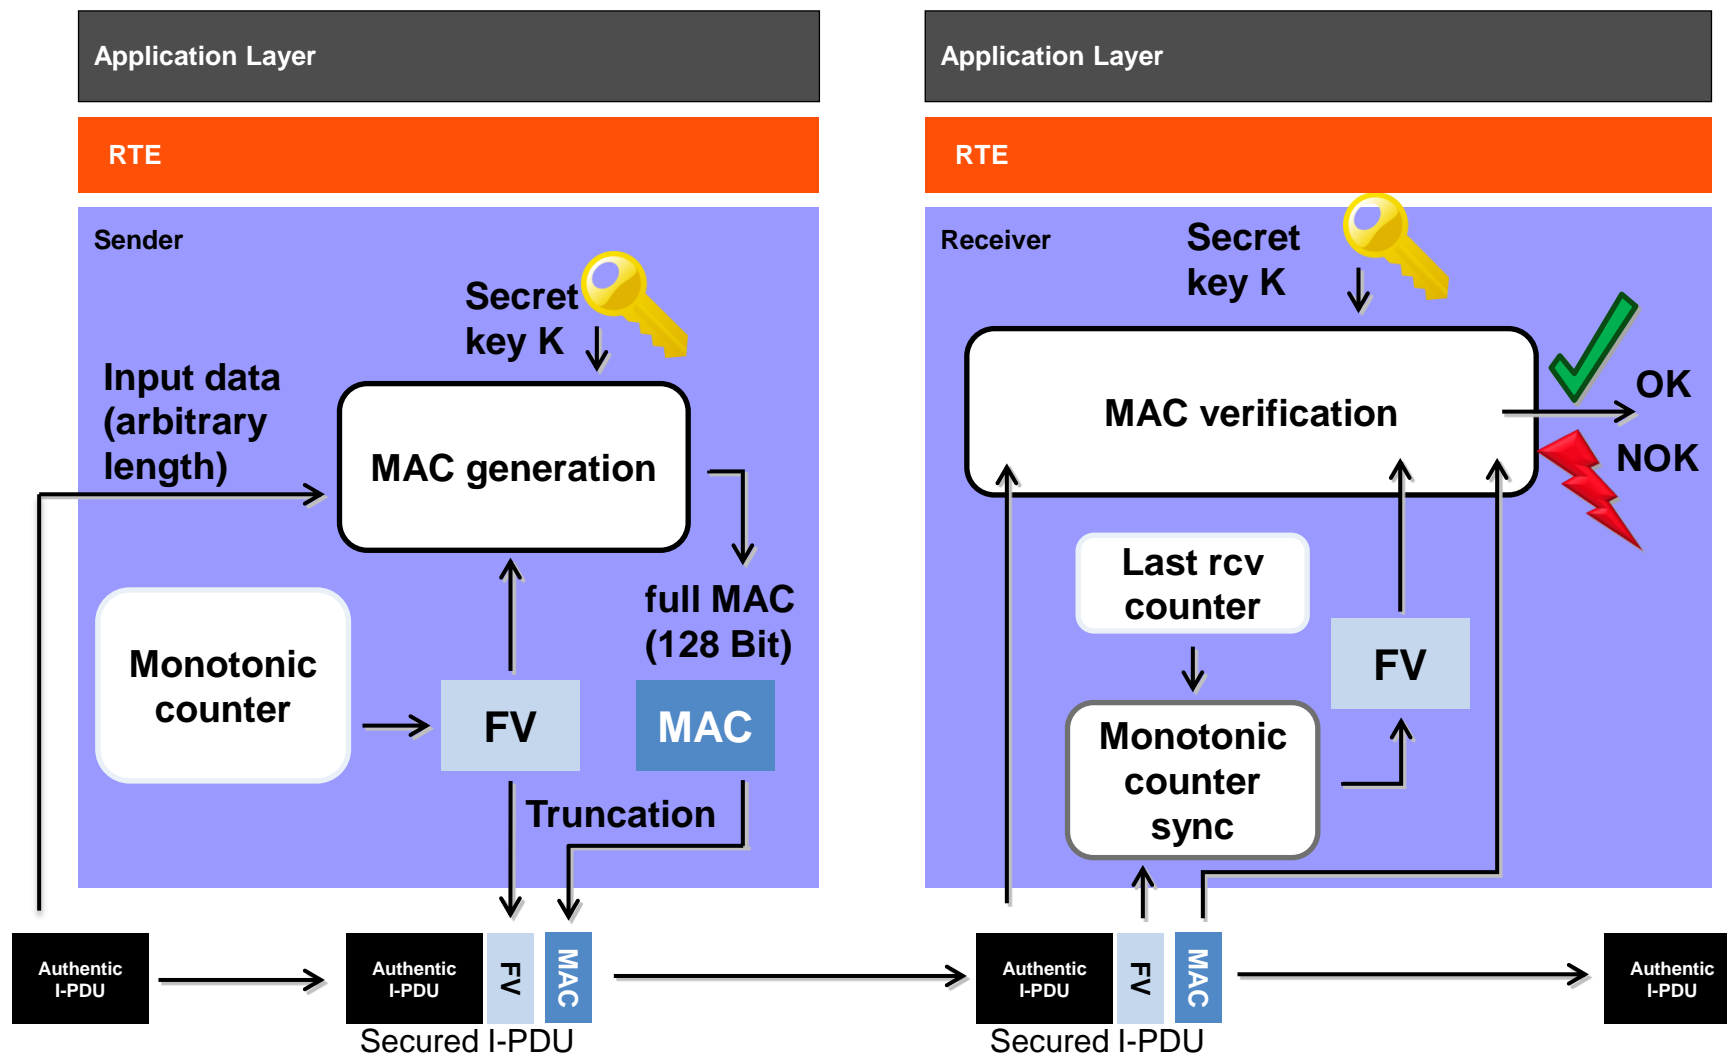 Application Layer
RTE
Sender
Secret
key K
Input data
(arbitrary
length)
MAC generation
full MAC
(128 Bit)
Monotonic
counter
FV
MAC
Truncation
Authentic
I-PDU
Authentic
I-PDU
FV
MAC
Secured I-PDU
Application Layer
RTE
Receiver
Secret
key K
MAC verification
OK
NOK
Last rcv
counter
FV
Monotonic
counter
sync
Authentic
I-PDU
FV
MAC
Secured I-PDU
Authentic
I-PDU